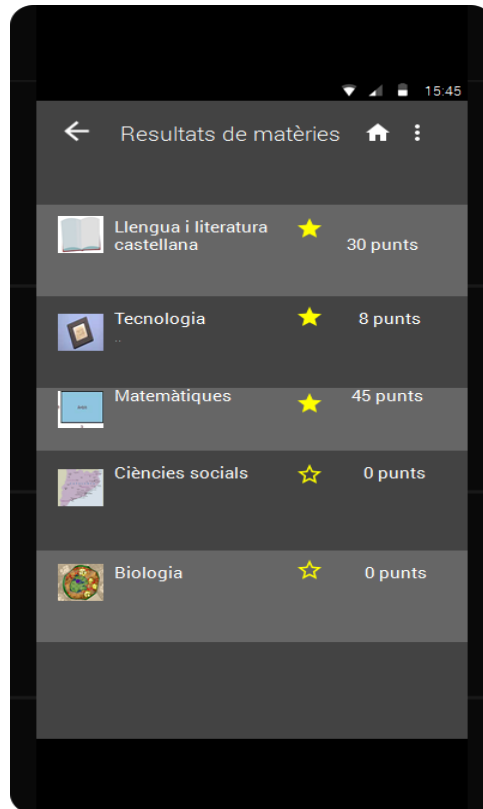 15:45
Resultats de matèries
Llengua i literatura
castellana
30 punts
Tecnologia
8 punts
..
Matemàtiques
45 punts
Ciències socials
0 punts
Biologia
0 punts